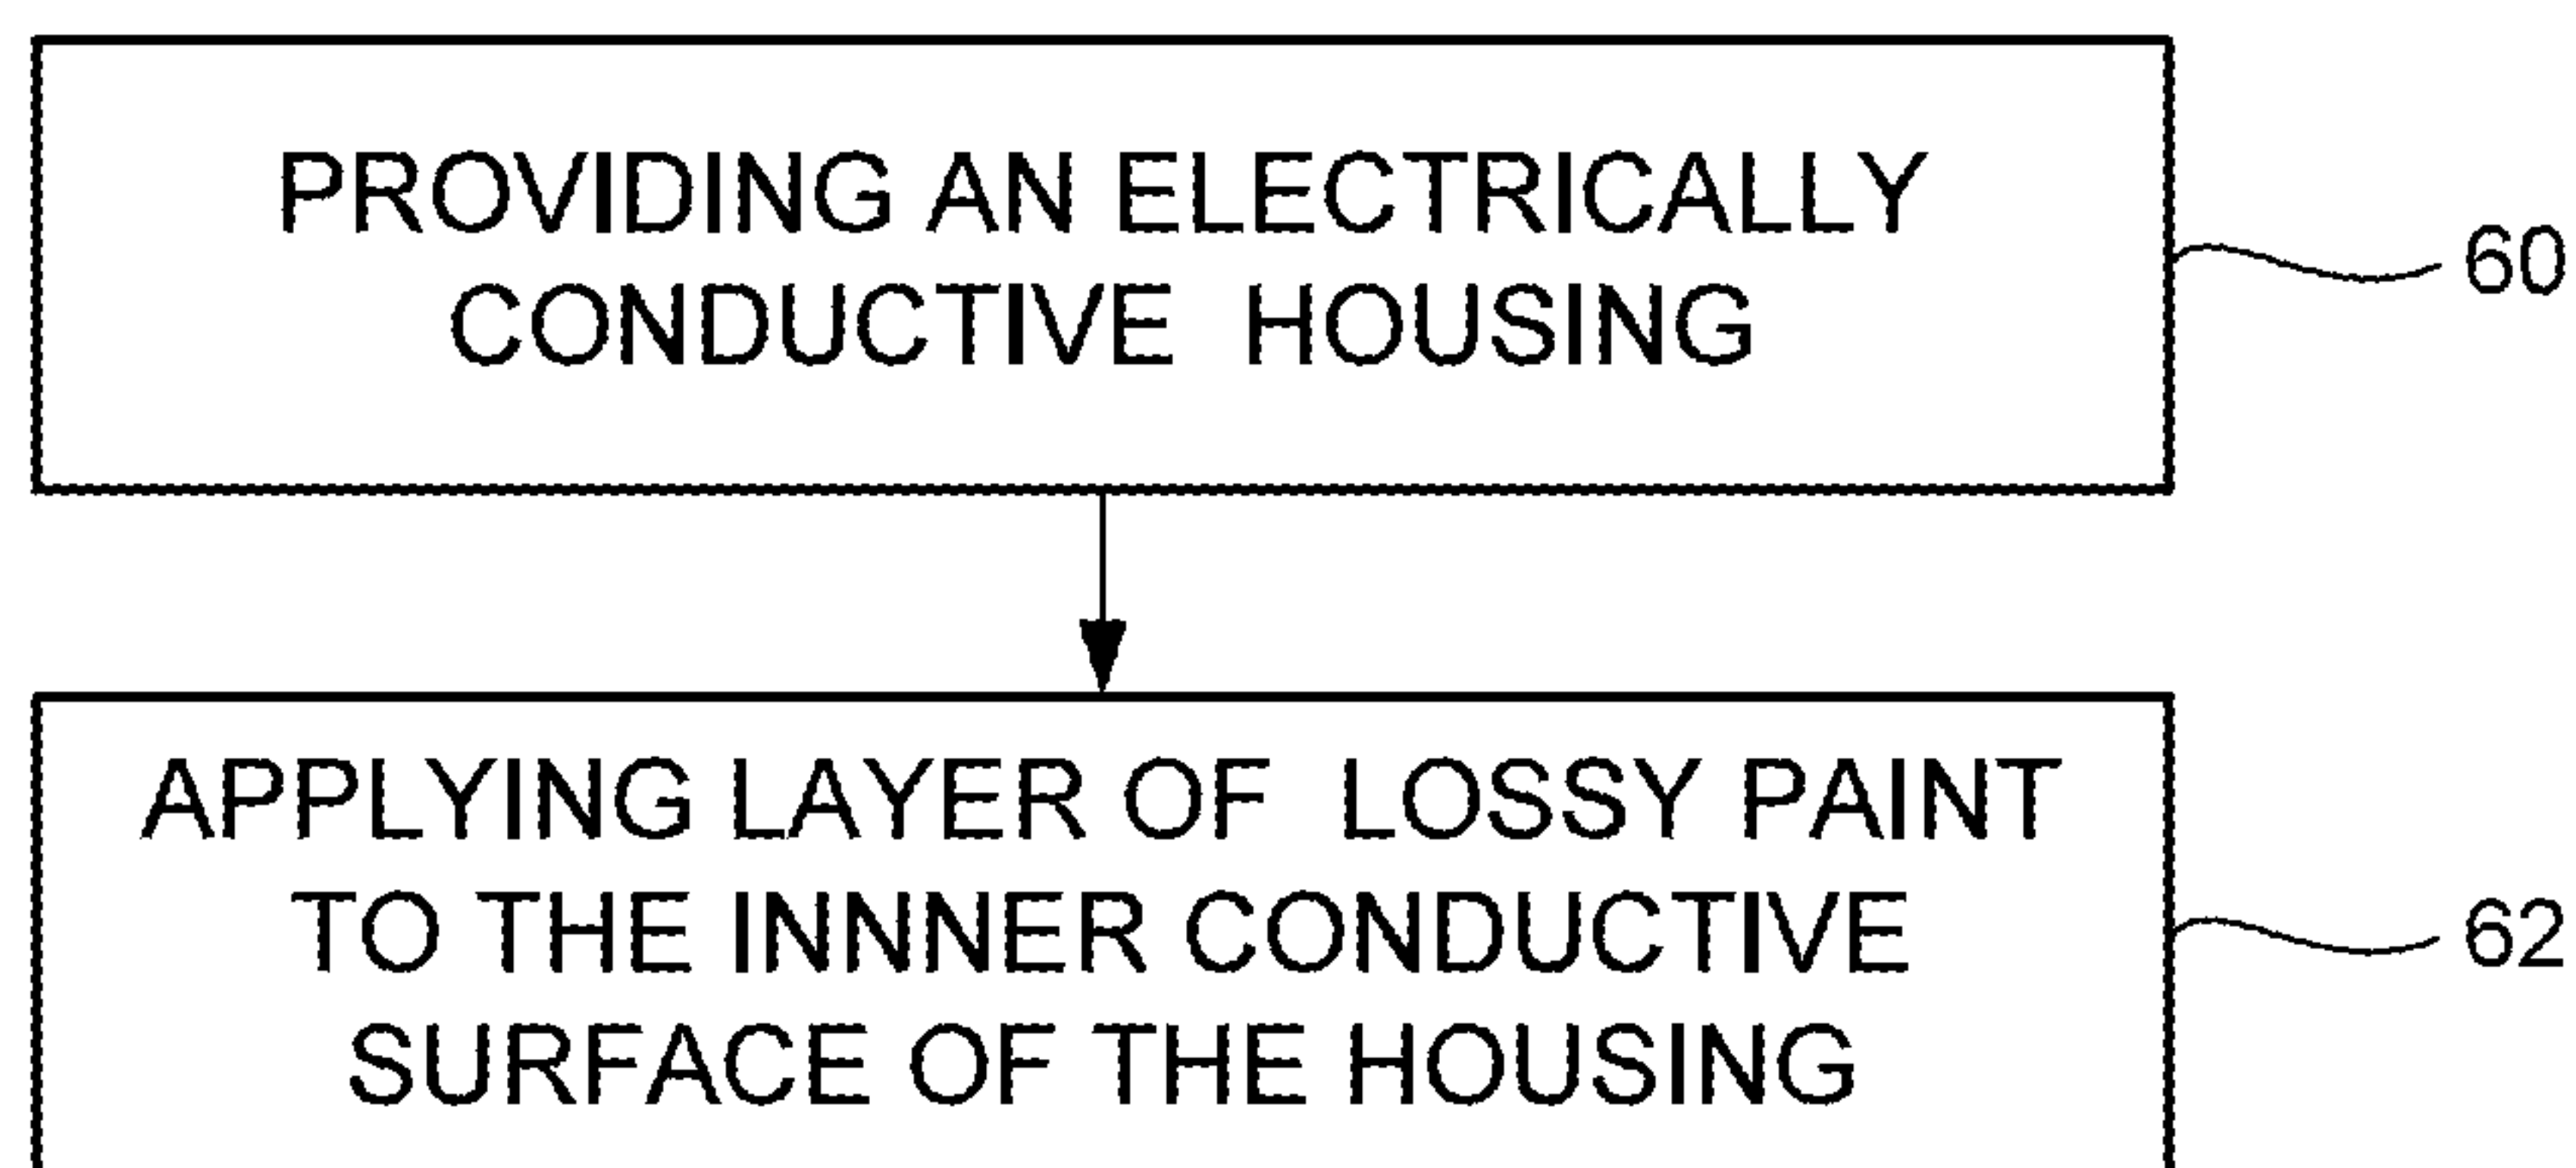 PROVIDING AN ELECTRICALLY
CONDUCTIVE HOUSING
60
APPLYING LAYER OF LOSSY PAINT
TO THE INNNER CONDUCTIVE
SURFACE OF THE HOUSING
62